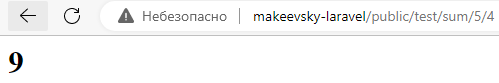 Небезопасно makeevsky-laravel/public/test/sum/5/4
9